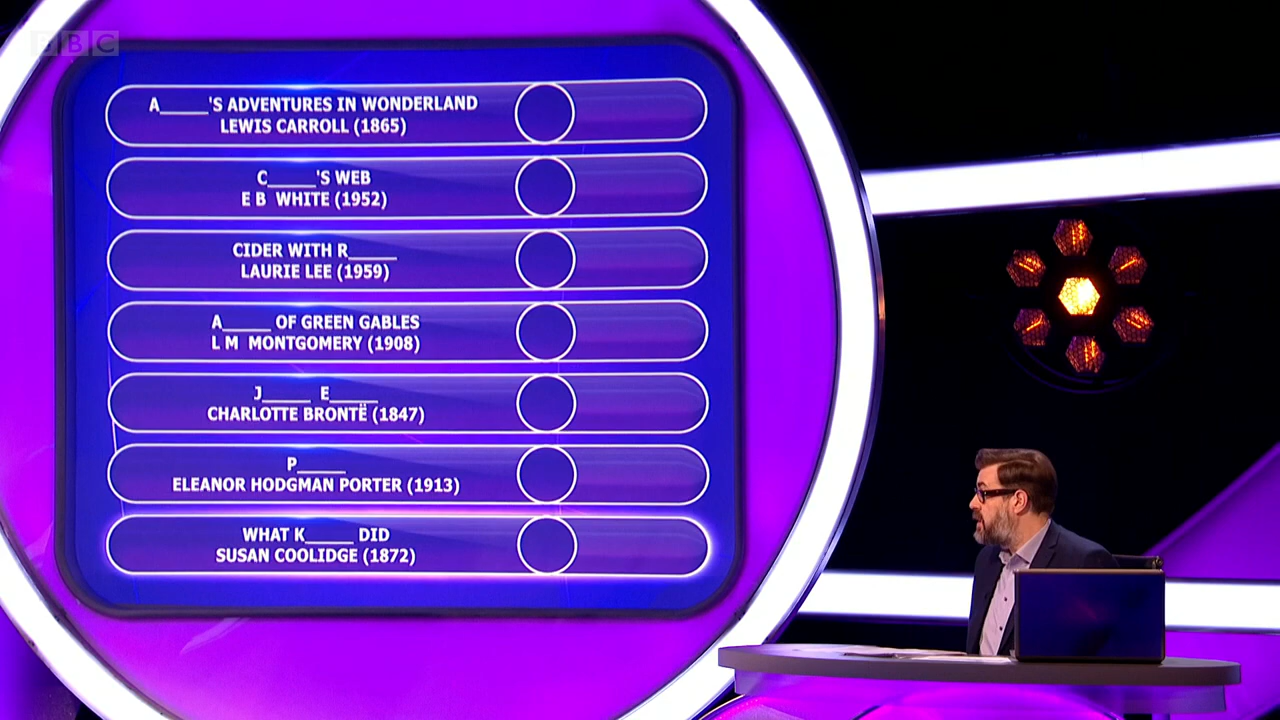 BBC
A_____'S ADVENTURES IN WONDERLAND
LEWIS CARROLL (1865)
C_____'S WEB
E B WHITE (1952)
CIDER WITH R_____
LAURIE LEE (1959)
A_____ OF GREEN GABLES
L M MONTGOMERY (1908)
J_____ E_____
CHARLOTTE BRONTË (1847)
P_____
ELEANOR HODGMAN PORTER (1913)
WHAT K_____ DID
SUSAN COOLIDGE (1872)